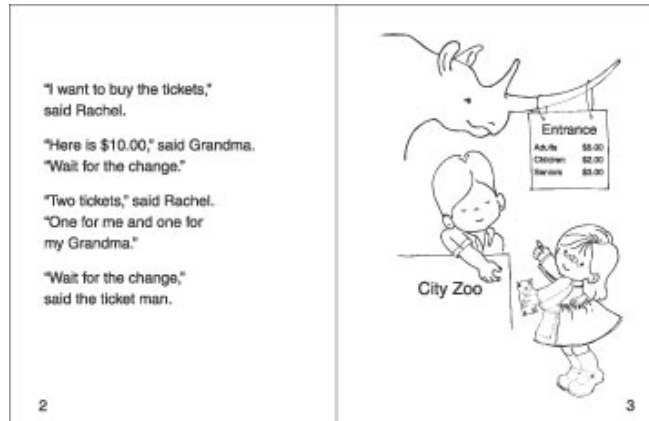 “I want to buy the tickets,”
said Rachel.
“Here is $10.00,” said Grandma.
“Wait for the change.”
“Two tickets,” said Rachel.
“One for me and one for
my Grandma.”
“Wait for the change,”
said the ticket man.
2
Entrance
Adults $5.00
Children $2.00
Seniors $3.00
City Zoo
3